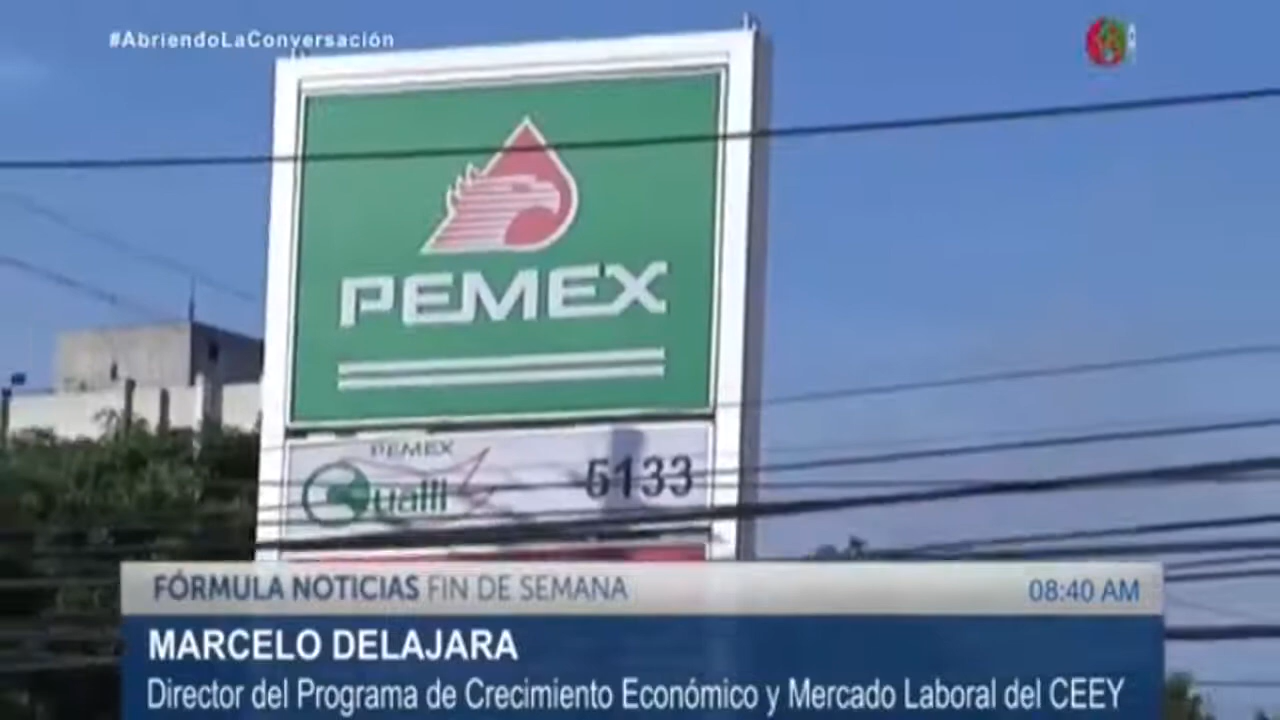 #AbriendoLaConversación
PEMEX
PEMEX
Qualli 5133
FÓRMULA NOTICIAS FIN DE SEMANA 08:40 AM
MARCELO DELAJARA
Director del Programa de Crecimiento Económico y Mercado Laboral del CEEY